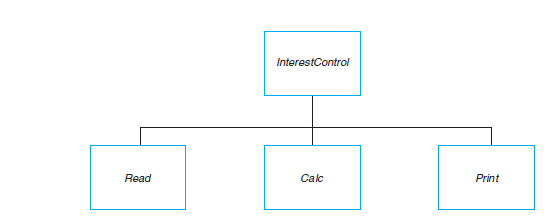 InterestControl
Read
Calc
Print